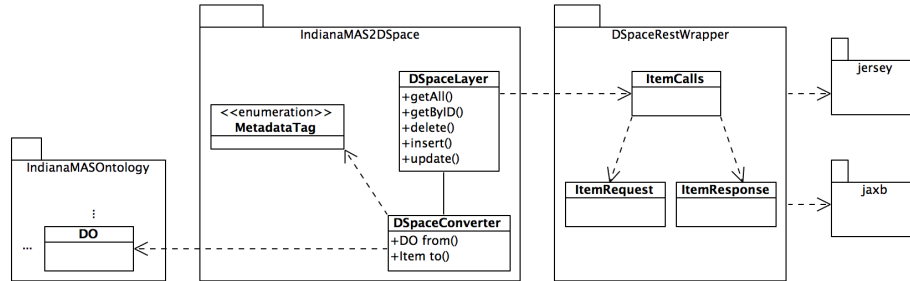 IndianaMAS2DSpace
DSpaceRestWrapper
DSpaceLayer
+getAll()
+getByID()
+delete()
+insert()
+update()
ItemCalls
jersey
<<enumeration>>
MetadataTag
IndianaMASOntology
ItemRequest
ItemResponse
jaxb
...
DO
...
DSpaceConverter
+DO from()
+Item to()